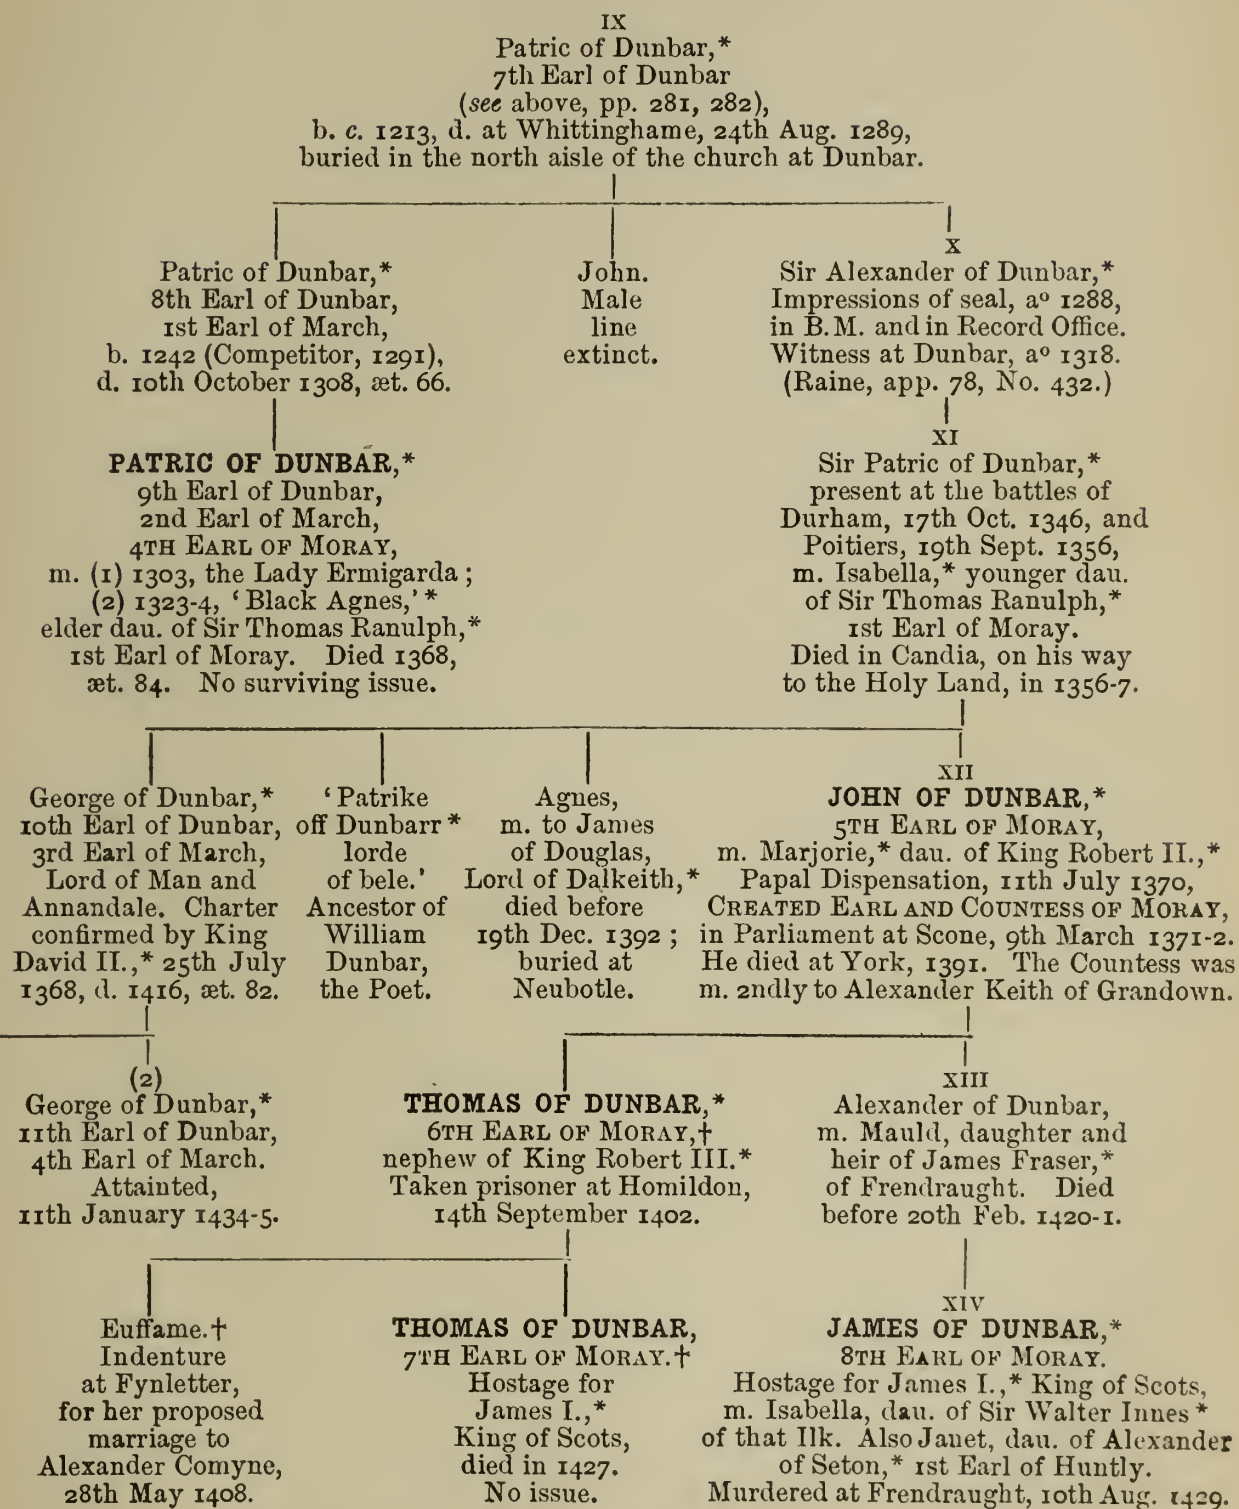 IX
Patric of Dunbar,*
7th Earl of Dunbar
(see above, pp. 281, 282),
b. c. 1213, d. at Whittinghame, 24th Aug. 1289,
buried in the north aisle of the church at Dunbar.
Patric of Dunbar,*
8th Earl of Dunbar,
1st Earl of March,
b. 1242 (Competitor, 1291),
d. 10th October 1308, æt. 66.
John.
Male
line
extinct.
X
Sir Alexander of Dunbar,*
Impressions of seal, aº 1288,
in B.M. and in Record Office.
Witness at Dunbar, aº 1318.
(Raine, app. 78, No. 432.)
PATRIC OF DUNBAR,*
9th Earl of Dunbar,
2nd Earl of March,
4TH EARL OF MORAY,
m. (1) 1303, the Lady Ermigarda ;
(2) 1323-4, ‘Black Agnes,’*
elder dau. of Sir Thomas Ranulph,*
1st Earl of Moray. Died 1368,
æt. 84. No surviving issue.
XI
Sir Patric of Dunbar,*
present at the battles of
Durham, 17th Oct. 1346, and
Poitiers, 19th Sept. 1356,
m. Isabella,* younger dau.
of Sir Thomas Ranulph,*
1st Earl of Moray.
Died in Candia, on his way
to the Holy Land, in 1356-7.
George of Dunbar,*
10th Earl of Dunbar,
3rd Earl of March,
Lord of Man and
Annandale. Charter
confirmed by King
David II.,* 25th July
1368, d. 1416, æt. 82.
‘Patrike
off Dunbarr*
lorde
of bele.’
Ancestor of
William
Dunbar,
the Poet.
Agnes,
m. to James
of Douglas,
Lord of Dalkeith,*
died before
19th Dec. 1392 ;
buried at
Neubotle.
XII
JOHN OF DUNBAR,*
5TH EARL OF MORAY,
m. Marjorie,* dau. of King Robert II.,*
Papal Dispensation, 11th July 1370,
CREATED EARL AND COUNTESS OF MORAY,
in Parliament at Scone, 9th March 1371-2.
He died at York, 1391. The Countess was
m. 2ndly to Alexander Keith of Grandown.
(2)
George of Dunbar,*
11th Earl of Dunbar,
4th Earl of March.
Attainted,
11th January 1434-5.
THOMAS OF DUNBAR,*
6TH EARL OF MORAY,†
nephew of King Robert III.*
Taken prisoner at Homildon,
14th September 1402.
XIII
Alexander of Dunbar,
m. Mauld, daughter and
heir of James Fraser,*
of Frendraught. Died
before 20th Feb. 1420-1.
Euffame.†
Indenture
at Fynletter,
for her proposed
marriage to
Alexander Comyne,
28th May 1408.
THOMAS OF DUNBAR,
7TH EARL OF MORAY.†
Hostage for
James I.,*
King of Scots,
died in 1427.
No issue.
XIV
JAMES OF DUNBAR,*
8TH EARL OF MORAY.
Hostage for James I.,* King of Scots,
m. Isabella, dau. of Sir Walter Innes*
of that Ilk. Also Janet, dau. of Alexander
of Seton,* 1st Earl of Huntly.
Murdered at Frendraught, 10th Aug. 1429.